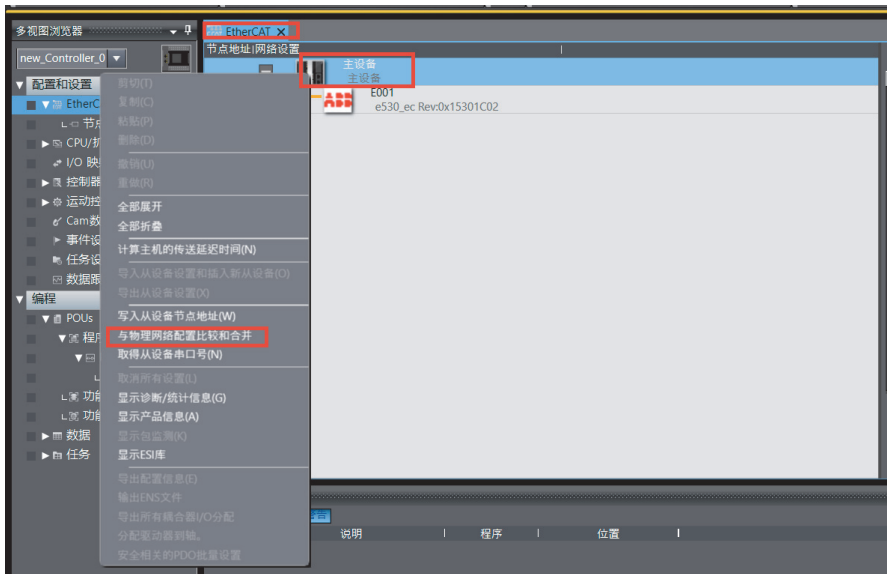 多视图浏览器
EtherCAT
new_Controller_0
节点地址|网络设置
主设备
主设备
E001
ABB
e530_ec Rev:0x15301C02
配置和设置
EtherC
节点
CPU/扩
I/O 映
控制器
运动控
Cam数
事件设
任务设
数据跟
编程
POUs
程序
功能
功能
数据
任务
剪切(T)
复制(C)
粘贴(P)
删除(D)
撤销(U)
重做(R)
全部展开
全部折叠
计算主机的传送延迟时间(N)
导入从设备设置和插入新从设备(O)
导出从设备设置(X)
写入从设备节点地址(W)
与物理网络配置比较和合并
取得从设备串口号(N)
取消所有设置(L)
显示诊断/统计信息(G)
显示产品信息(A)
显示包监测(K)
显示ESI库
导出配置信息(E)
输出ENS文件
导出所有耦合器I/O分配
分配驱动器到轴。
安全相关的PDO批量设置
说明
程序
位置